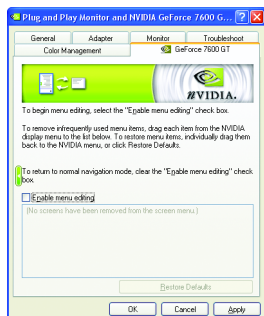 Plug and Play Monitor and NVIDIA GeForce 7600 G...
General Adapter Monitor Troubleshoot
Color Management GeForce 7600 GT
NVIDIA.
To begin menu editing, select the "Enable menu editing" check box.
To remove infrequently used menu items, drag each item from the NVIDIA
display menu to the list below. To restore menu items, individually drag them
back to the NVIDIA menu, or click Restore Defaults.
To return to normal navigation mode, clear the "Enable menu editing" check
box.
Enable menu editing
(No screens have been removed from the screen menu.)
Restore Defaults
OK Cancel Apply